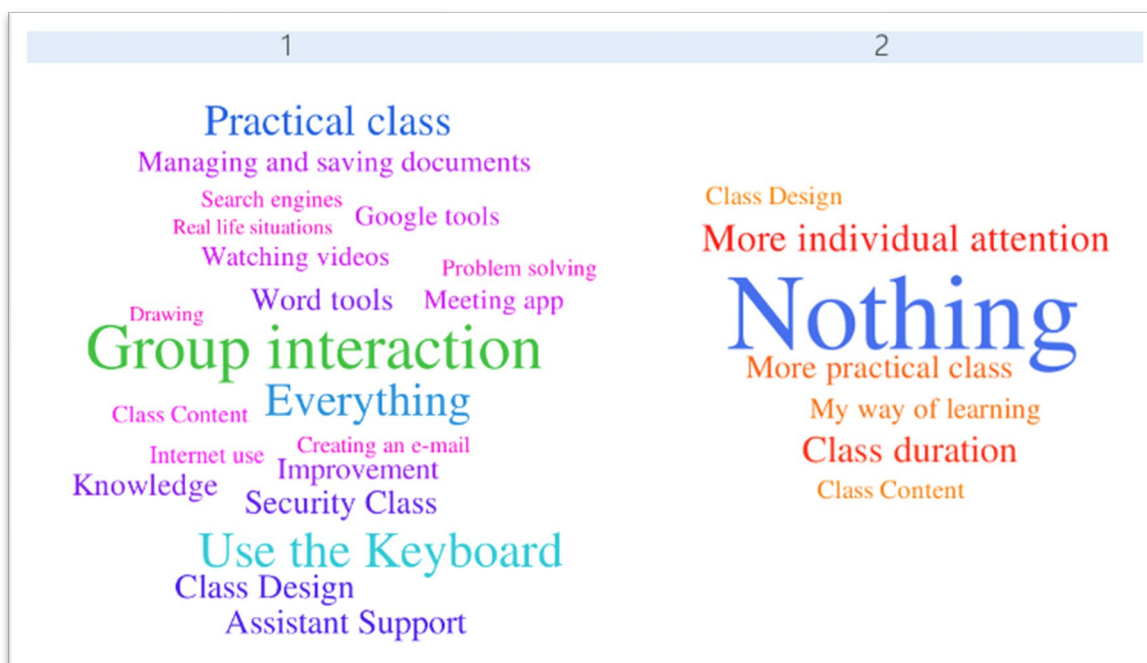 1
2
Practical class
Managing and saving documents
Search engines
Google tools
Real life situations
Watching videos
Problem solving
Word tools
Meeting app
Drawing
Group interaction
Everything
Class Content
Creating an e-mail
Internet use
Improvement
Knowledge
Security Class
Use the Keyboard
Class Design
Assistant Support
Class Design
More individual attention
Nothing
More practical class
My way of learning
Class duration
Class Content